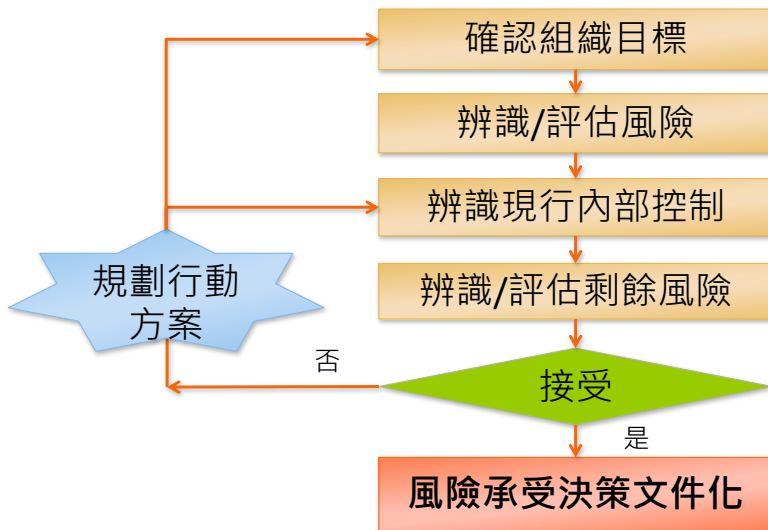 確認組織目標
辨識/評估風險
辨識現行內部控制
辨識/評估剩餘風險
規劃行動
方案
否
接受
是
風險承受決策文件化